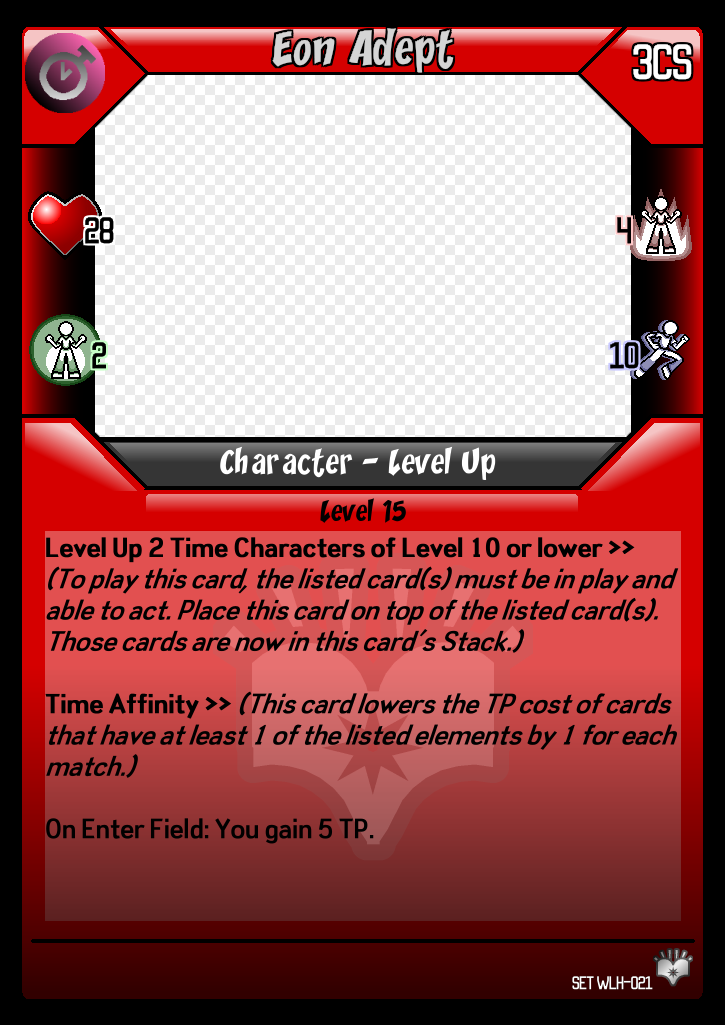 Eon Adept
3CS
28
4
2
10
Character - Level Up
Level 15
Level Up 2 Time Characters of Level 10 or lower >>
(To play this card, the listed card(s) must be in play and
able to act. Place this card on top of the listed card(s).
Those cards are now in this card's Stack.)
Time Affinity >> (This card lowers the TP cost of cards
that have at least 1 of the listed elements by 1 for each
match.)
On Enter Field: You gain 5 TP.
SET WLH-021